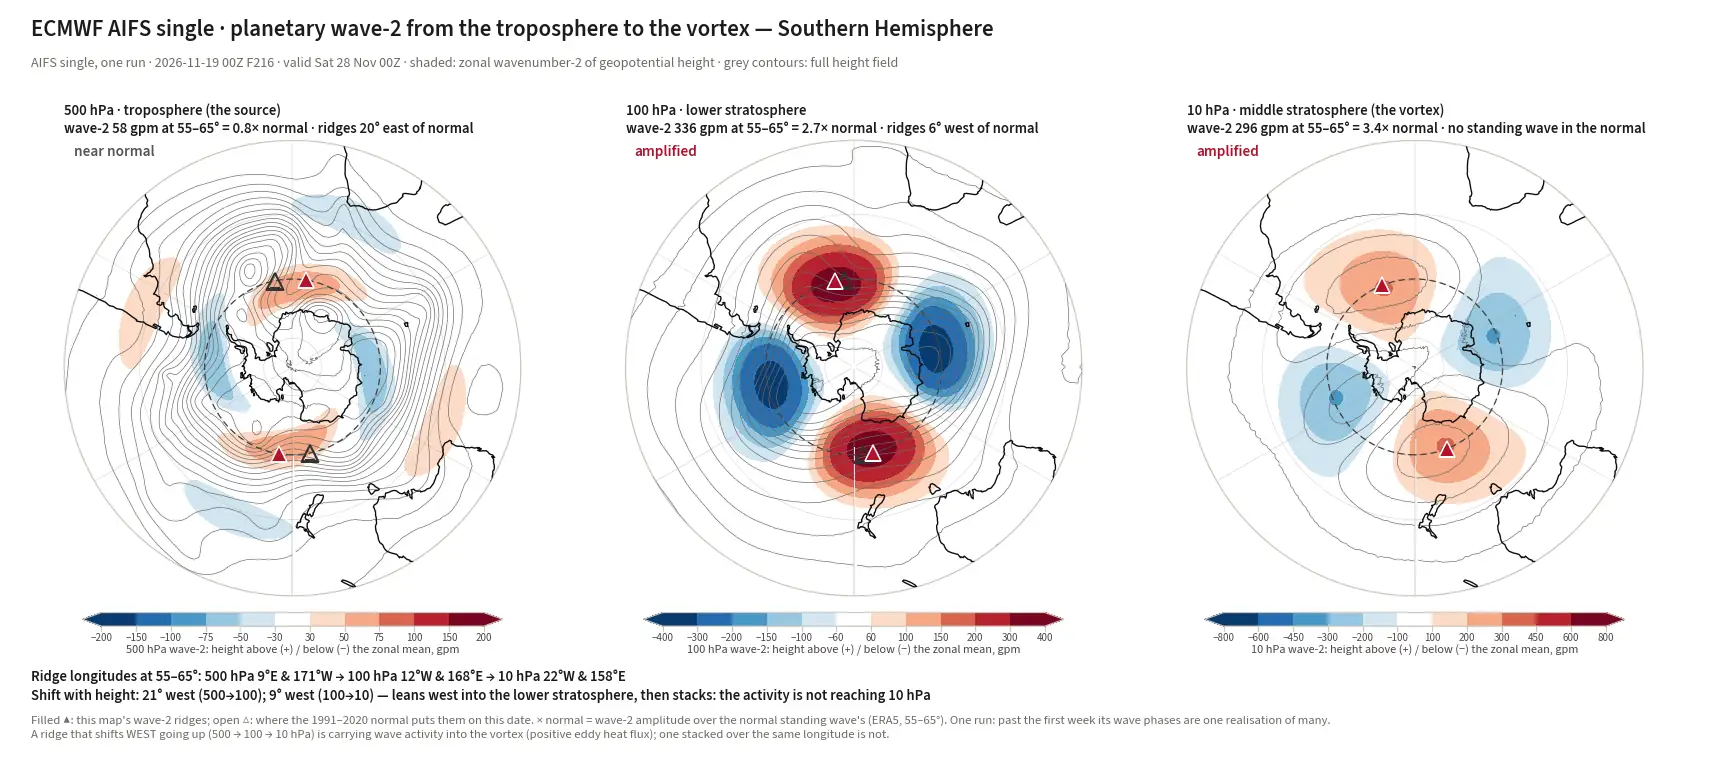 ECMWF AIFS single · planetary wave-2 from the troposphere to the vortex — Southern Hemisphere
AIFS single, one run · 2026-11-19 00Z F216 · valid Sat 28 Nov 00Z · shaded: zonal wavenumber-2 of geopotential height · grey contours: full height field
500 hPa · troposphere (the source)
wave-2 58 gpm at 55–65° = 0.8× normal · ridges 20° east of normal
near normal
100 hPa · lower stratosphere
wave-2 336 gpm at 55–65° = 2.7× normal · ridges 6° west of normal
amplified
10 hPa · middle stratosphere (the vortex)
wave-2 296 gpm at 55–65° = 3.4× normal · no standing wave in the normal
amplified
−200 −150 −100 −75 −50 −30 30 50 75 100 150 200
500 hPa wave-2: height above (+) / below (−) the zonal mean, gpm
−400 −300 −200 −150 −100 −60 60 100 150 200 300 400
100 hPa wave-2: height above (+) / below (−) the zonal mean, gpm
−800 −600 −450 −300 −200 −100 100 200 300 450 600 800
10 hPa wave-2: height above (+) / below (−) the zonal mean, gpm
Ridge longitudes at 55–65°: 500 hPa 9°E & 171°W → 100 hPa 12°W & 168°E → 10 hPa 22°W & 158°E
Shift with height: 21° west (500→100); 9° west (100→10) — leans west into the lower stratosphere, then stacks: the activity is not reaching 10 hPa
Filled ▲: this map's wave-2 ridges; open △: where the 1991–2020 normal puts them on this date. × normal = wave-2 amplitude over the normal standing wave's (ERA5, 55–65°). One run: past the first week its wave phases are one realisation of many.
A ridge that shifts WEST going up (500 → 100 → 10 hPa) is carrying wave activity into the vortex (positive eddy heat flux); one stacked over the same longitude is not.